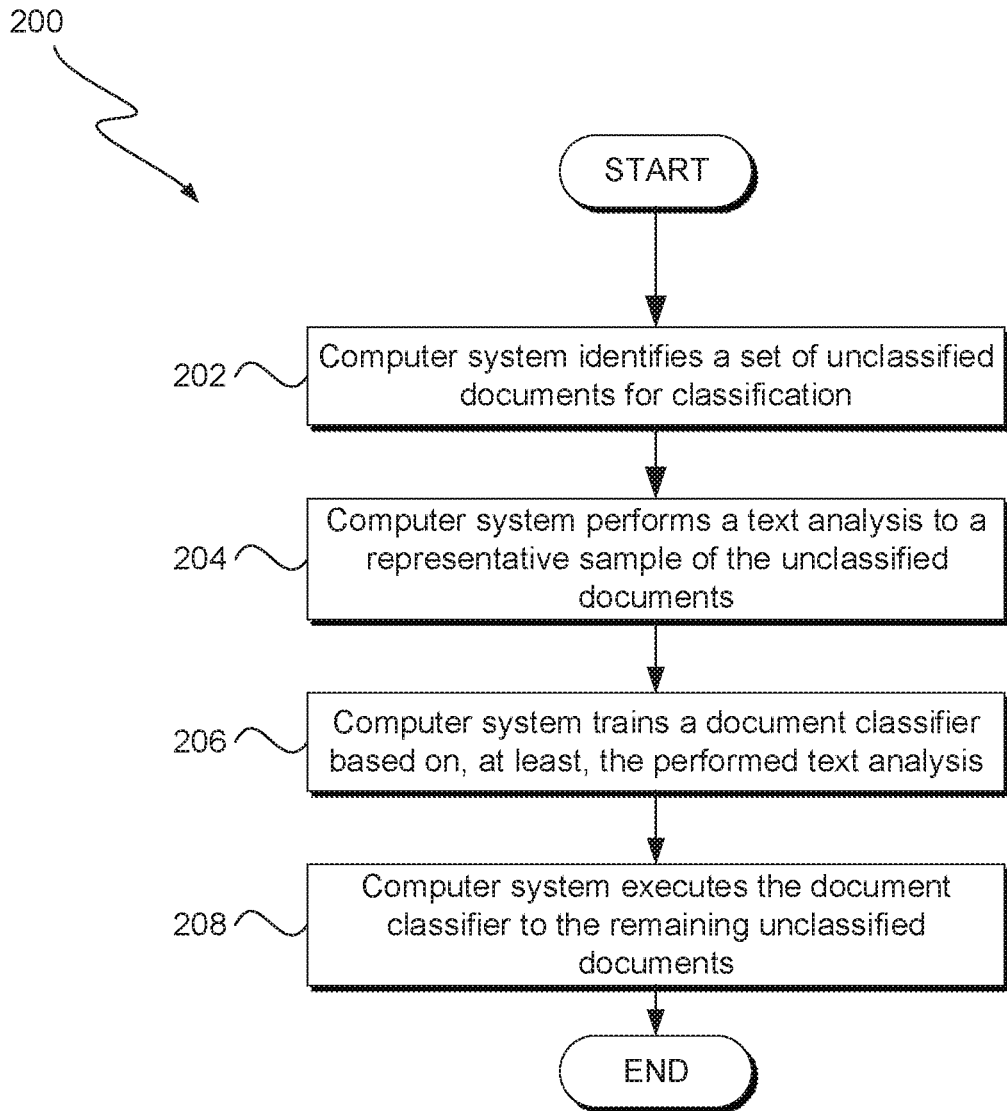 200
START
202
Computer system identifies a set of unclassified
documents for classification
204
Computer system performs a text analysis to a
representative sample of the unclassified
documents
206
Computer system trains a document classifier
based on, at least, the performed text analysis
208
Computer system executes the document
classifier to the remaining unclassified
documents
END